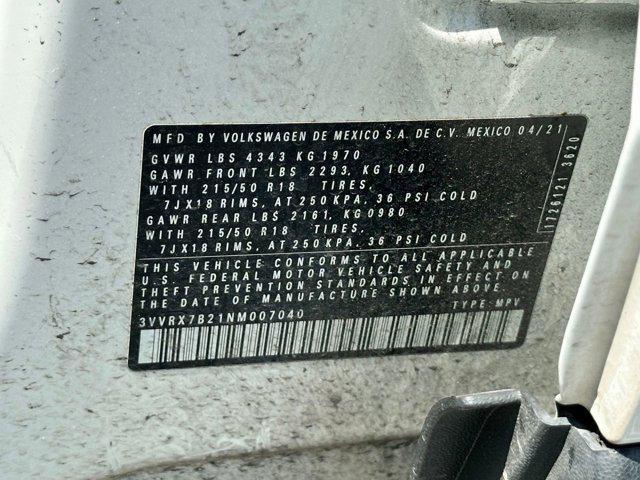 MFD BY VOLKSWAGEN DE MEXICO S.A. DE C.V. MEXICO 04/21
GVWR LBS 4343 KG 1970
GAWR FRONT LBS 2293, KG 1040
WITH 215/50 R18 TIRES,
7JX18 RIMS, AT 250 KPA, 36 PSI COLD
GAWR REAR LBS 2161, KG 0980
WITH 215/50 R18 TIRES,
7JX18 RIMS, AT 250 KPA, 36 PSI COLD
THIS VEHICLE CONFORMS TO ALL APPLICABLE
U.S. FEDERAL MOTOR VEHICLE SAFETY AND
THEFT PREVENTION STANDARDS IN EFFECT ON
THE DATE OF MANUFACTURE SHOWN ABOVE.
3VVRX7B21NM007040 TYPE: MPV
1726121 3620